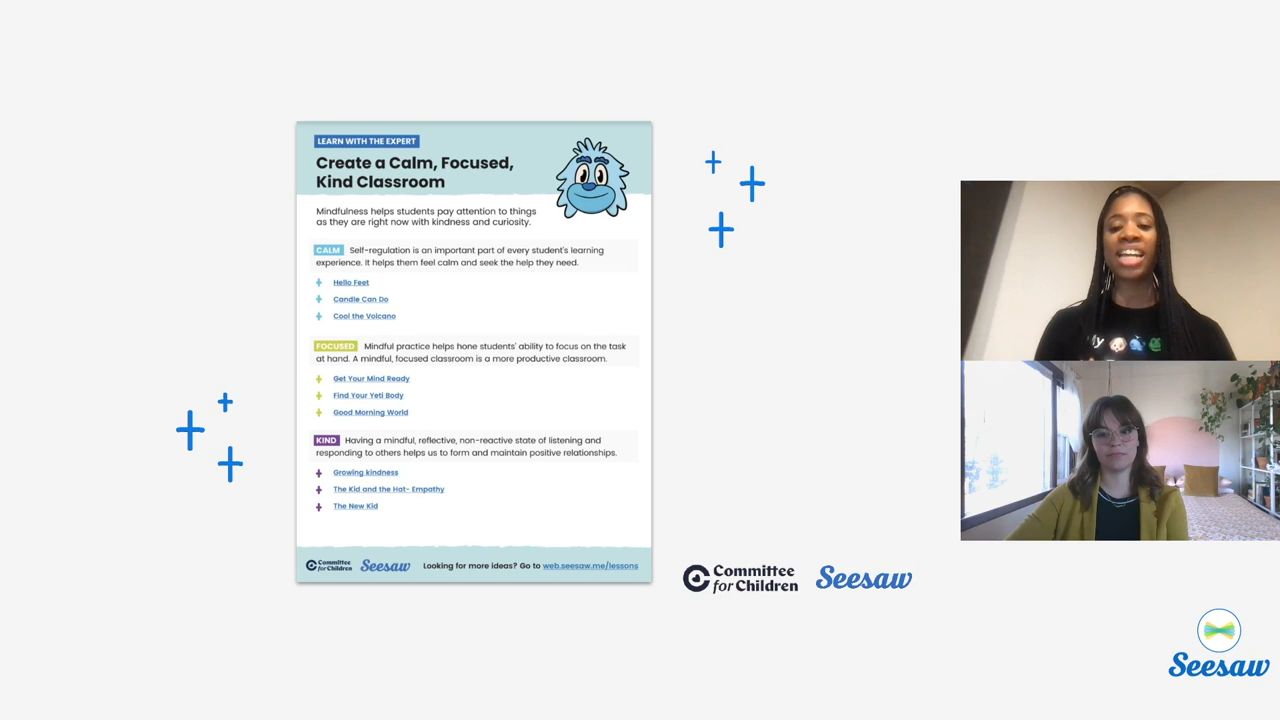 LEARN WITH THE EXPERT
Create a Calm, Focused,
Kind Classroom
Mindfulness helps students pay attention to things
as they are right now with kindness and curiosity.
CALM Self-regulation is an important part of every student's learning
experience. It helps them feel calm and seek the help they need.
Hello Feet
Candle Can Do
Cool the Volcano
FOCUSED Mindful practice helps hone students' ability to focus on the task
at hand. A mindful, focused classroom is a more productive classroom.
Get Your Mind Ready
Find Your Yeti Body
Good Morning World
KIND Having a mindful, reflective, non-reactive state of listening and
responding to others helps us to form and maintain positive relationships.
Growing kindness
The Kid and the Hat- Empathy
The New Kid
Committee
for Children
Seesaw
Looking for more ideas? Go to web.seesaw.me/lessons
Committee
for Children
Seesaw
Seesaw